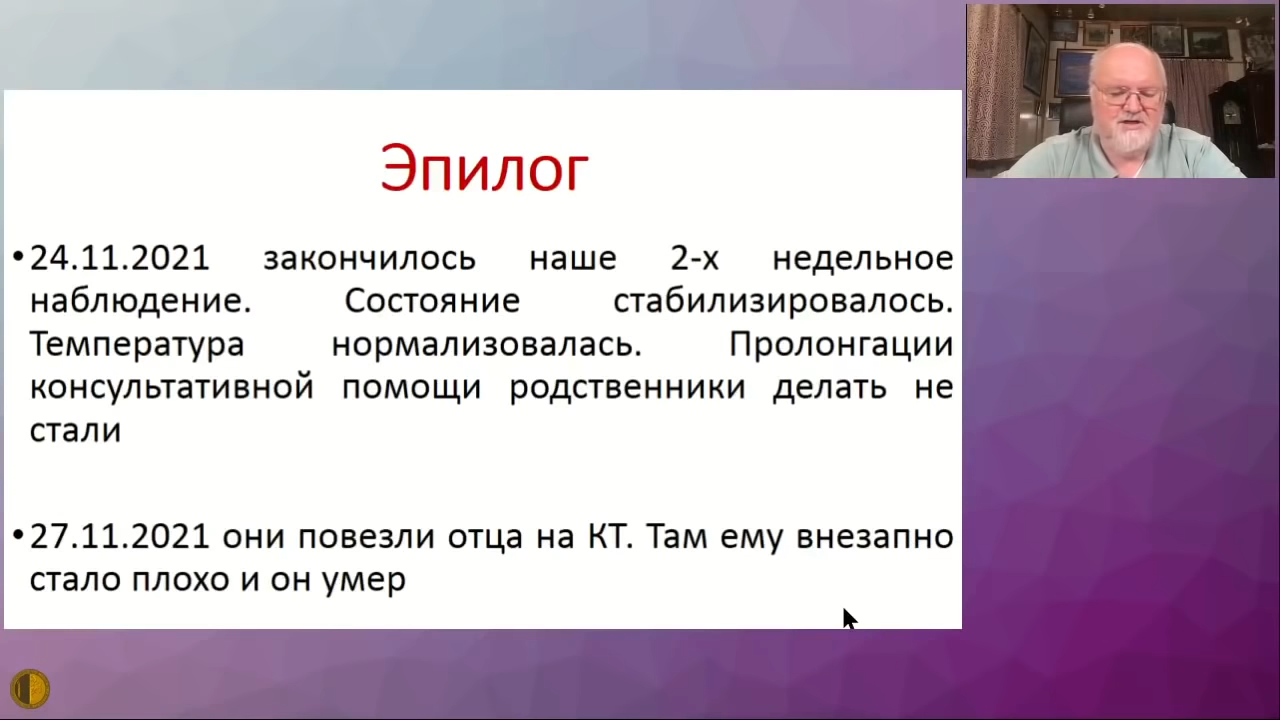 Эпилог
•24.11.2021 закончилось наше 2-х недельное
наблюдение. Состояние стабилизировалось.
Температура нормализовалась. Пролонгации
консультативной помощи родственники делать не
стали
•27.11.2021 они повезли отца на КТ. Там ему внезапно
стало плохо и он умер